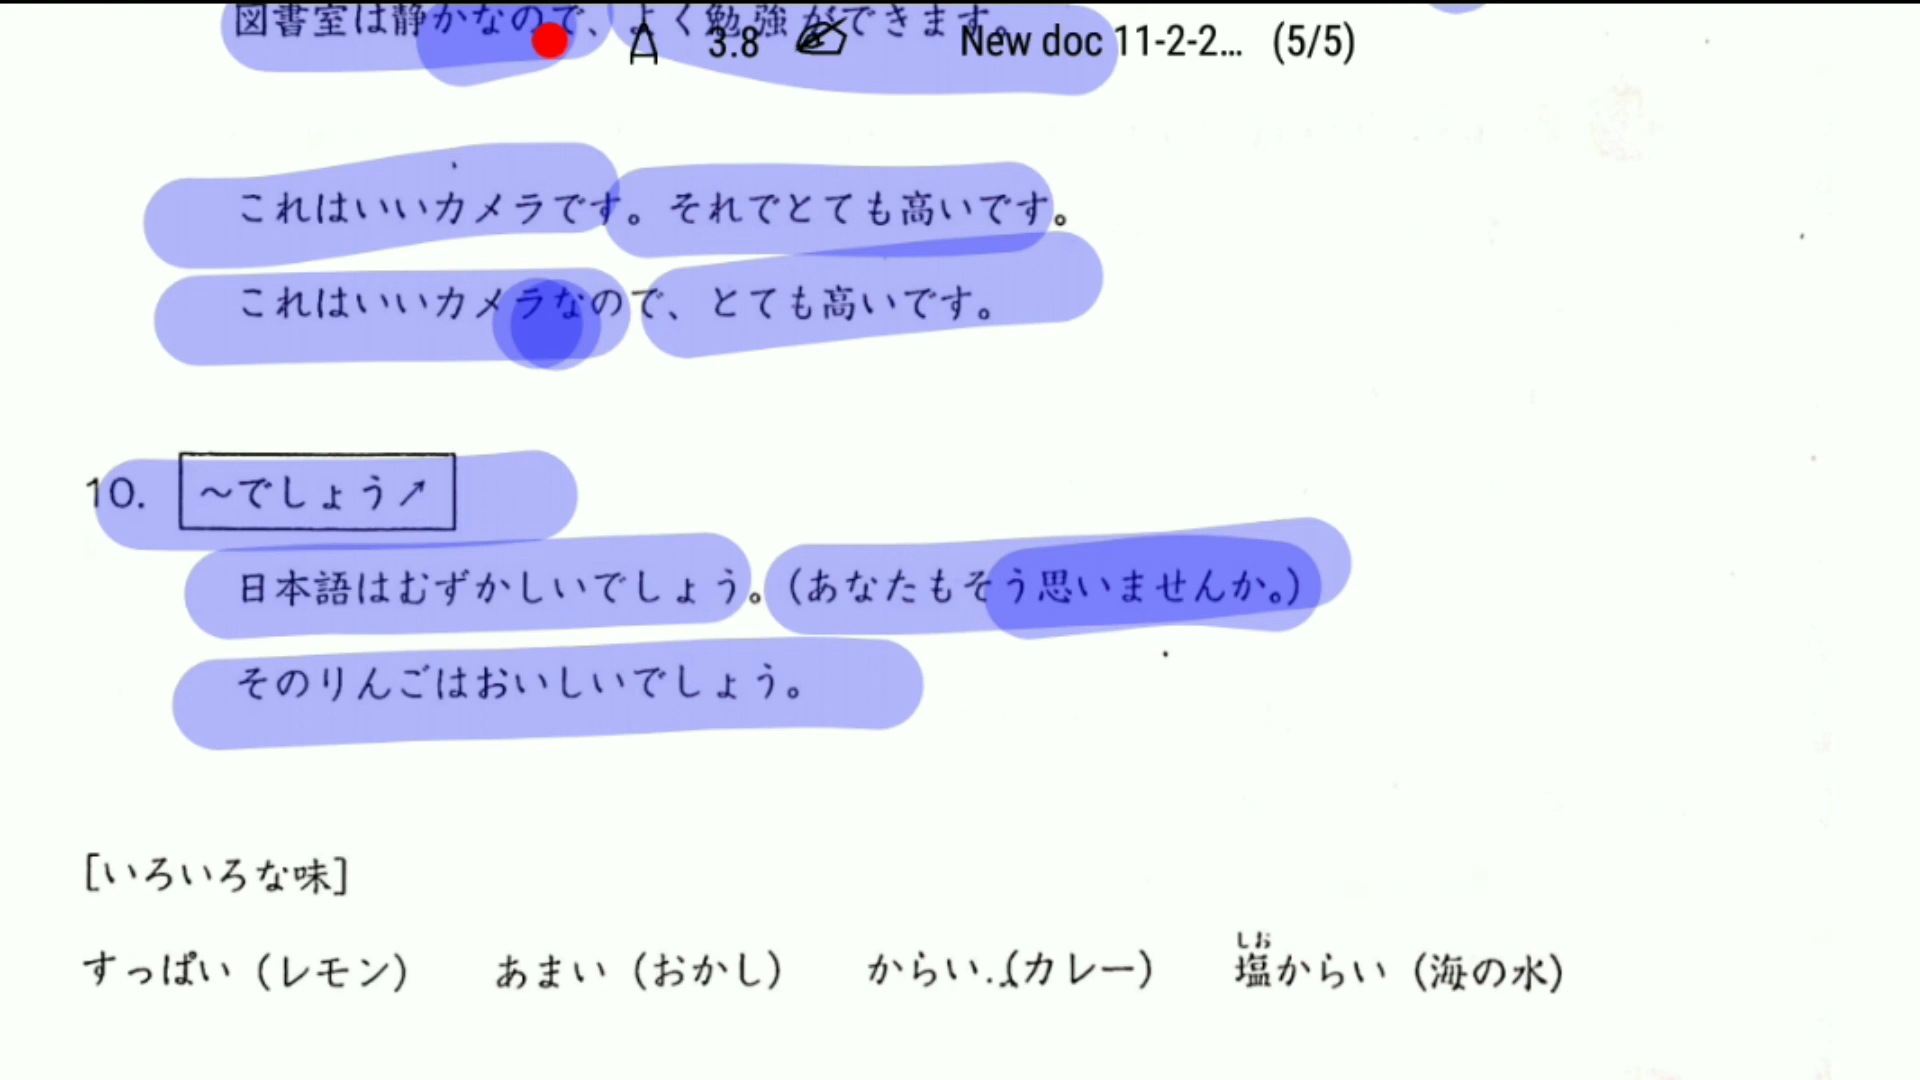 図書室は静かなので、よく勉強ができます。
3.8 New doc 11-2-2... (5/5)
これはいいカメラです。それでとても高いです。
これはいいカメラなので、とても高いです。
10. ～でしょう↗
日本語はむずかしいでしょう。(あなたもそう思いませんか。)
そのりんごはおいしいでしょう。
[いろいろな味]
しお
すっぱい (レモン) あまい (おかし) からい (カレー) 塩からい (海の水)